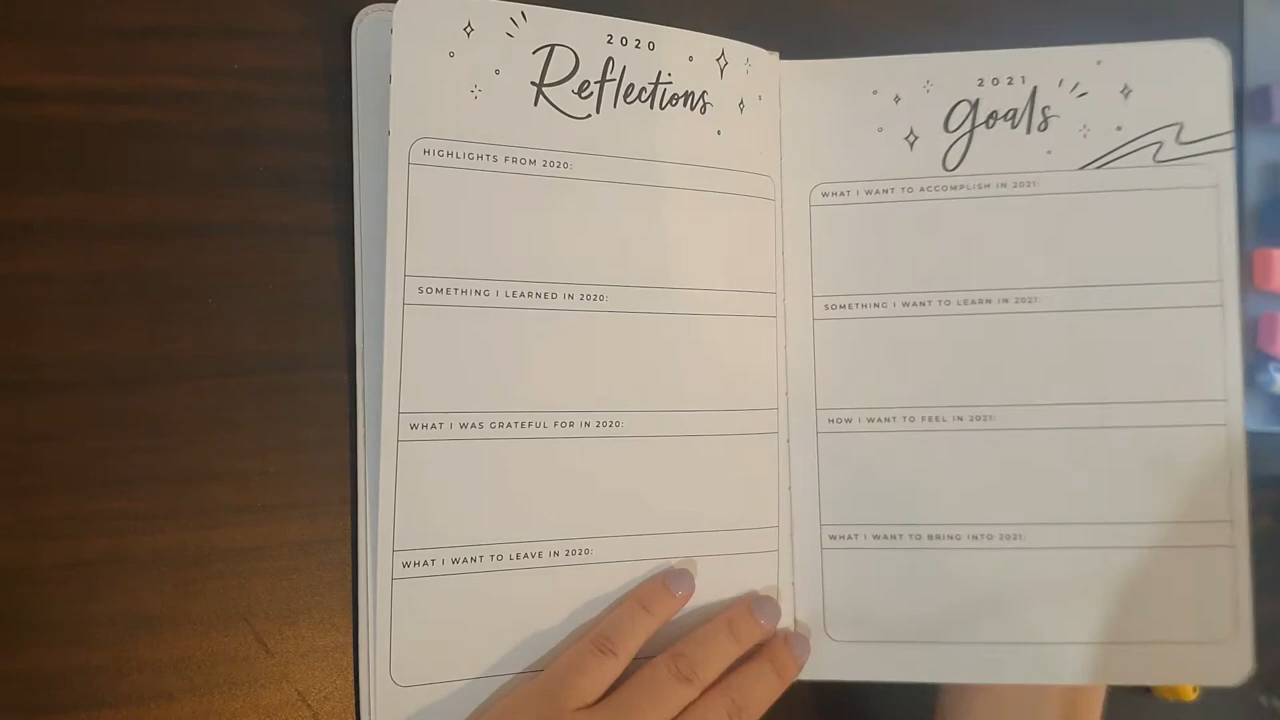 2020
Reflections
HIGHLIGHTS FROM 2020:
SOMETHING I LEARNED IN 2020:
WHAT I WAS GRATEFUL FOR IN 2020:
WHAT I WANT TO LEAVE IN 2020:
2021
goals
WHAT I WANT TO ACCOMPLISH IN 2021:
SOMETHING I WANT TO LEARN IN 2021:
HOW I WANT TO FEEL IN 2021:
WHAT I WANT TO BRING INTO 2021: